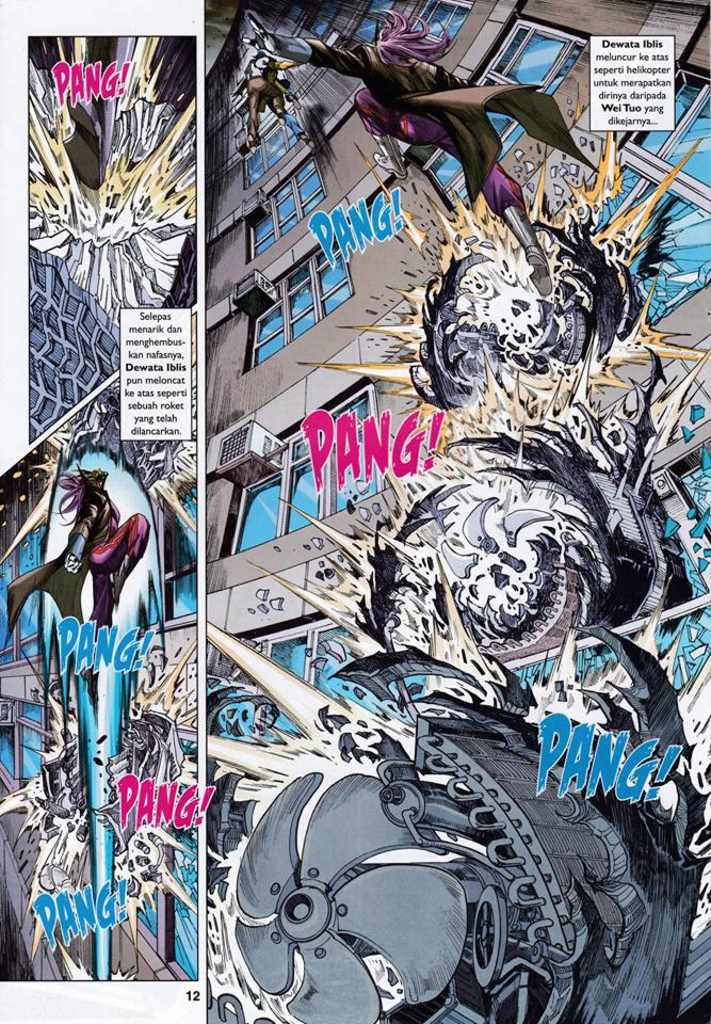 PANG!
Selepas
menarik dan
menghembus-
kan nafasnya,
Dewata Iblis
pun meloncat
ke atas seperti
sebuah roket
yang telah
dilancarkan.
PANG!
PANG!
PANG!
12
Dewata Iblis
meluncur ke atas
seperti helikopter
untuk merapatkan
dirinya daripada
Wei Tuo yang
dikejarnya...
PANG!
PANG!
PANG!